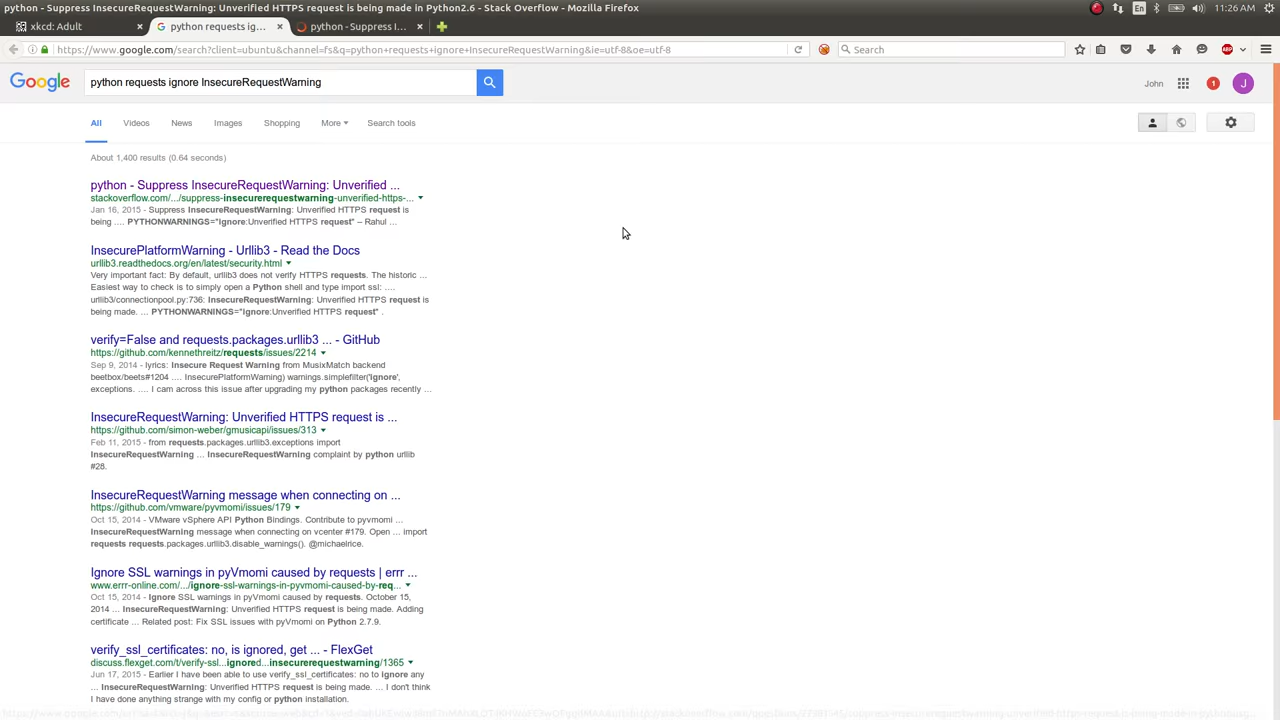 python - Suppress InsecureRequestWarning: Unverified HTTPS request is being made in Python2.6 - Stack Overflow - Mozilla Firefox
En
11:26 AM
xkcd: Adult
python requests ig...
python - Suppress I...
https://www.google.com/search?client=ubuntu&channel=fs&q=python+requests+ignore+InsecureRequestWarning&ie=utf-8&oe=utf-8
Search
ABP
Google
python requests ignore InsecureRequestWarning
John
1
J
All
Videos
News
Images
Shopping
More
Search tools
About 1,400 results (0.64 seconds)
python - Suppress InsecureRequestWarning: Unverified ...
stackoverflow.com/.../suppress-insecurerequestwarning-unverified-https-...
Jan 16, 2015 - Suppress InsecureRequestWarning: Unverified HTTPS request is
being .... PYTHONWARNINGS="ignore:Unverified HTTPS request" – Rahul ...
InsecurePlatformWarning - Urllib3 - Read the Docs
urllib3.readthedocs.org/en/latest/security.html
Very important fact: By default, urllib3 does not verify HTTPS requests. The historic ...
Easiest way to check is to simply open a Python shell and type import ssl: ....
urllib3/connectionpool.py:736: InsecureRequestWarning: Unverified HTTPS request is
being made. ... PYTHONWARNINGS="ignore:Unverified HTTPS request" .
verify=False and requests.packages.urllib3 ... - GitHub
https://github.com/kennethreitz/requests/issues/2214
Sep 9, 2014 - lyrics: Insecure Request Warning from MusixMatch backend
beetbox/beets#1204 .... InsecurePlatformWarning) warnings.simplefilter('ignore',
exceptions. ... I cam across this issue after upgrading my python packages recently ...
InsecureRequestWarning: Unverified HTTPS request is ...
https://github.com/simon-weber/gmusicapi/issues/313
Feb 11, 2015 - from requests.packages.urllib3.exceptions import
InsecureRequestWarning ... InsecureRequestWarning complaint by python urllib
#28.
InsecureRequestWarning message when connecting on ...
https://github.com/vmware/pyvmomi/issues/179
Oct 15, 2014 - VMware vSphere API Python Bindings. Contribute to pyvmomi ...
InsecureRequestWarning message when connecting on vcenter #179. Open ... import
requests requests.packages.urllib3.disable_warnings(). @michaelrice.
Ignore SSL warnings in pyVmomi caused by requests | errr ...
www.errr-online.com/.../ignore-ssl-warnings-in-pyvmomi-caused-by-req...
Oct 15, 2014 - Ignore SSL warnings in pyVmomi caused by requests. October 15,
2014 ... InsecureRequestWarning: Unverified HTTPS request is being made. Adding
certificate ... Related post: Fix SSL issues with pyVmomi on Python 2.7.9.
verify_ssl_certificates: no, is ignored, get ... - FlexGet
discuss.flexget.com/t/verify-ssl...ignored...insecurerequestwarning/1365
Jun 17, 2015 - Earlier I have been able to use verify_ssl_certificates: no to ignore any
... InsecureRequestWarning: Unverified HTTPS request is being made. ... I don't think
I have done anything strange with my config or python installation.